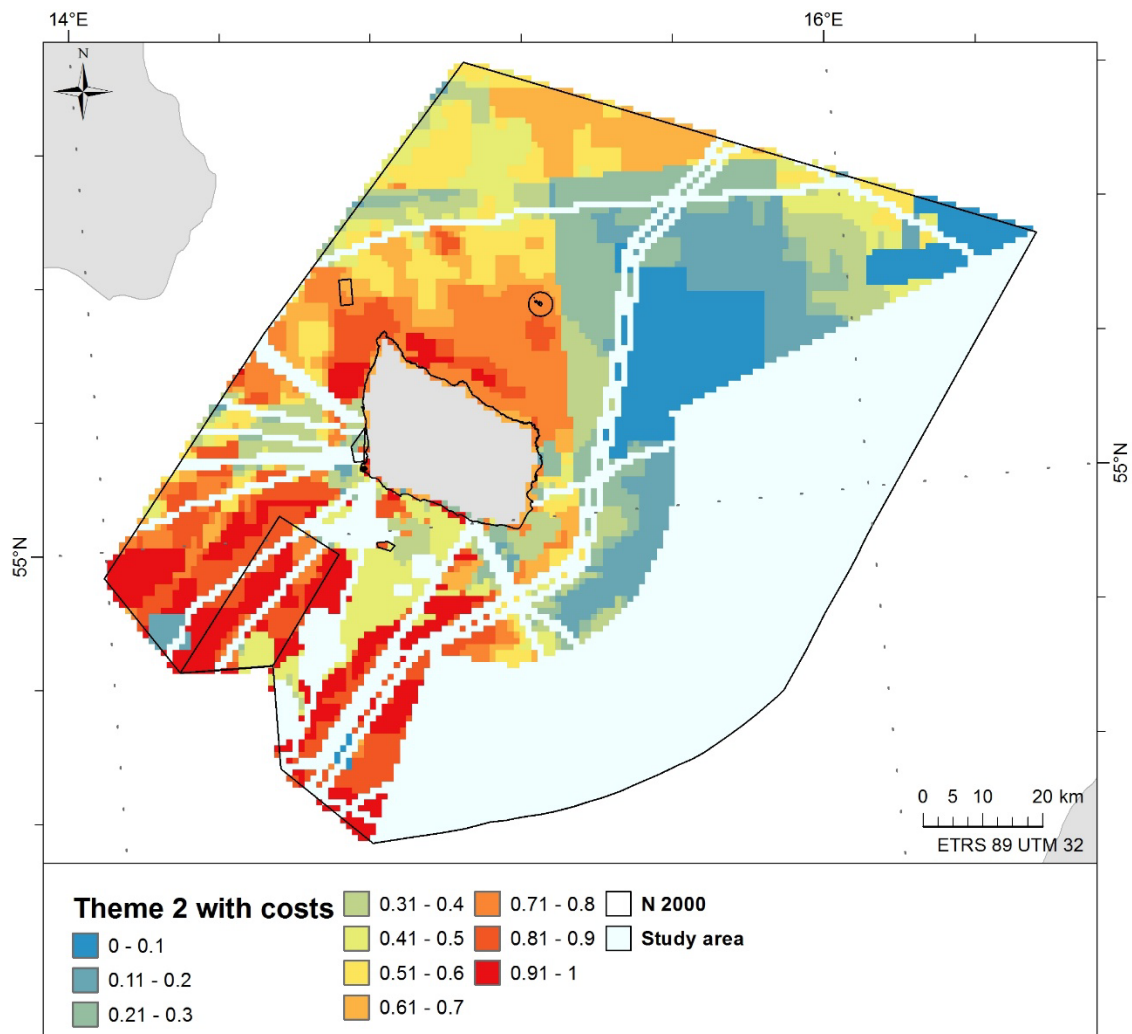 14°E
16°E
N
55°N
55°N
0 5 10 20 km
ETRS 89 UTM 32
Theme 2 with costs
0 - 0.1
0.11 - 0.2
0.21 - 0.3
0.31 - 0.4
0.41 - 0.5
0.51 - 0.6
0.61 - 0.7
0.71 - 0.8
0.81 - 0.9
0.91 - 1
N 2000
Study area